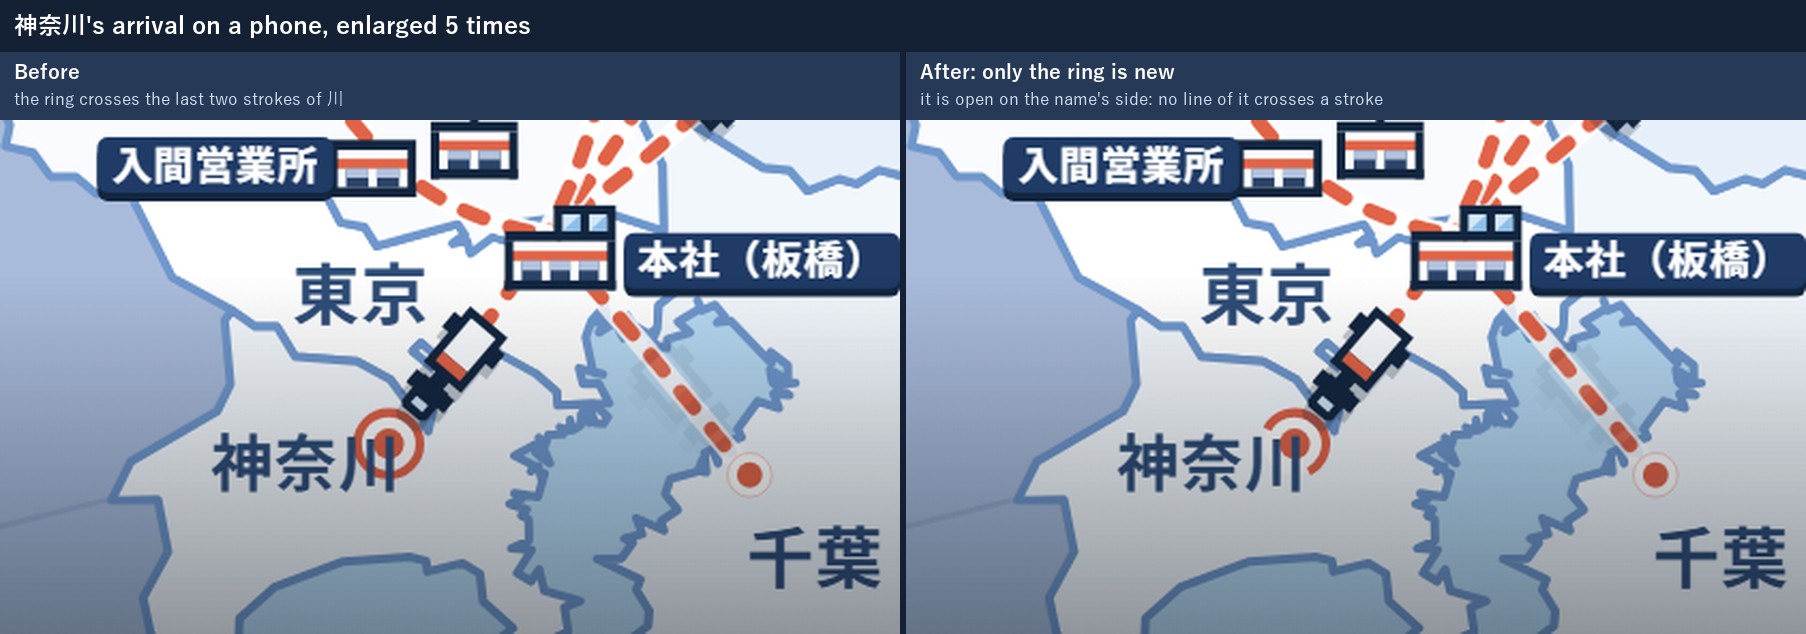 神奈川's arrival on a phone, enlarged 5 times
Before
the ring crosses the last two strokes of 川
入間営業所
本社（板橋）
東京
神奈川
千葉
After: only the ring is new
it is open on the name's side: no line of it crosses a stroke
入間営業所
本社（板橋）
東京
神奈川
千葉